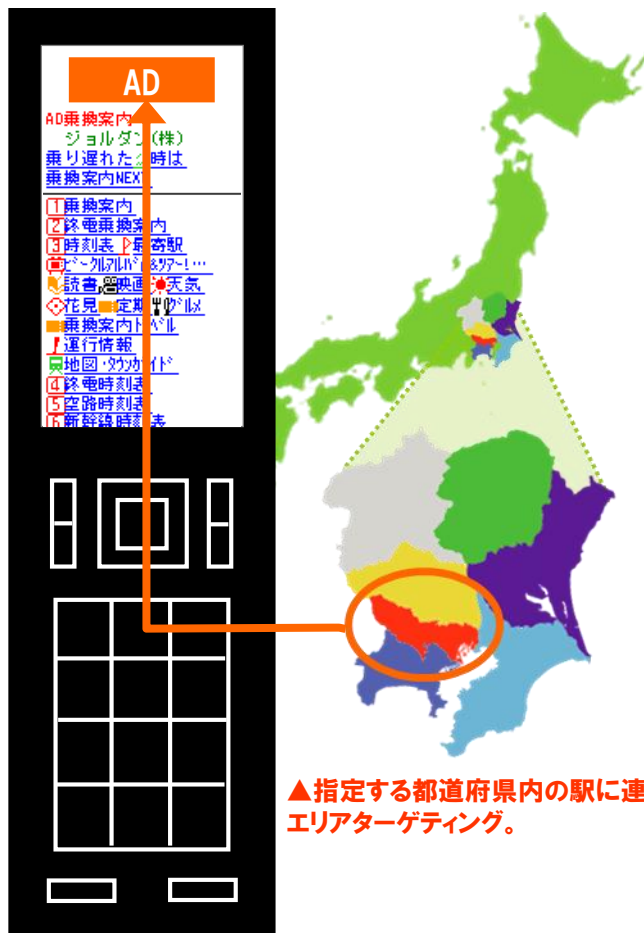 AD
AD乗換案内
ジョルダン(株)
乗り遅れた 時は
乗換案内NEXT
1乗換案内
2終電乗換案内
3時刻表 最寄駅
読書 映画 天気
花見 定期 グルメ
乗換案内トラベル
運行情報
地図・タウンガイド
4終電時刻表
5空路時刻表
6新幹線時刻表
▲指定する都道府県内の駅に連
エリアターゲティング。